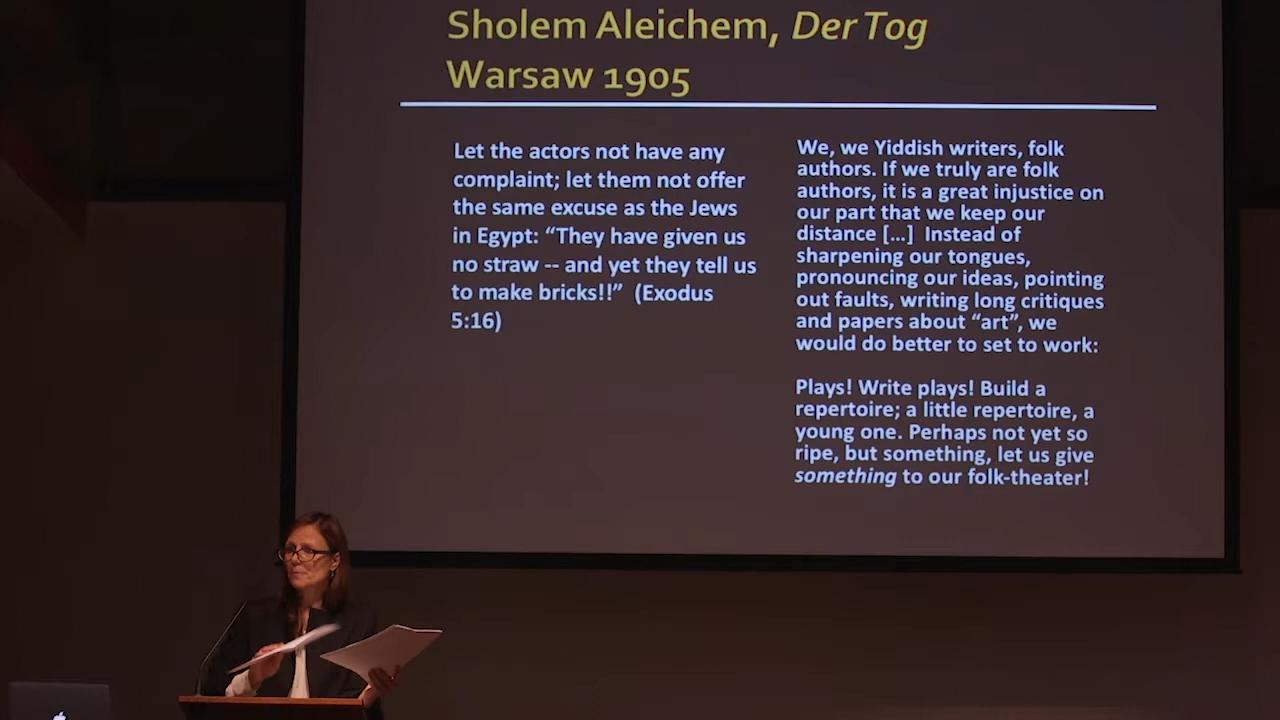 Sholem Aleichem, Der Tog
Warsaw 1905
Let the actors not have any
complaint; let them not offer
the same excuse as the Jews
in Egypt: “They have given us
no straw -- and yet they tell us
to make bricks!!” (Exodus
5:16)
We, we Yiddish writers, folk
authors. If we truly are folk
authors, it is a great injustice on
our part that we keep our
distance […] Instead of
sharpening our tongues,
pronouncing our ideas, pointing
out faults, writing long critiques
and papers about “art”, we
would do better to set to work:
Plays! Write plays! Build a
repertoire; a little repertoire, a
young one. Perhaps not yet so
ripe, but something, let us give
something to our folk-theater!